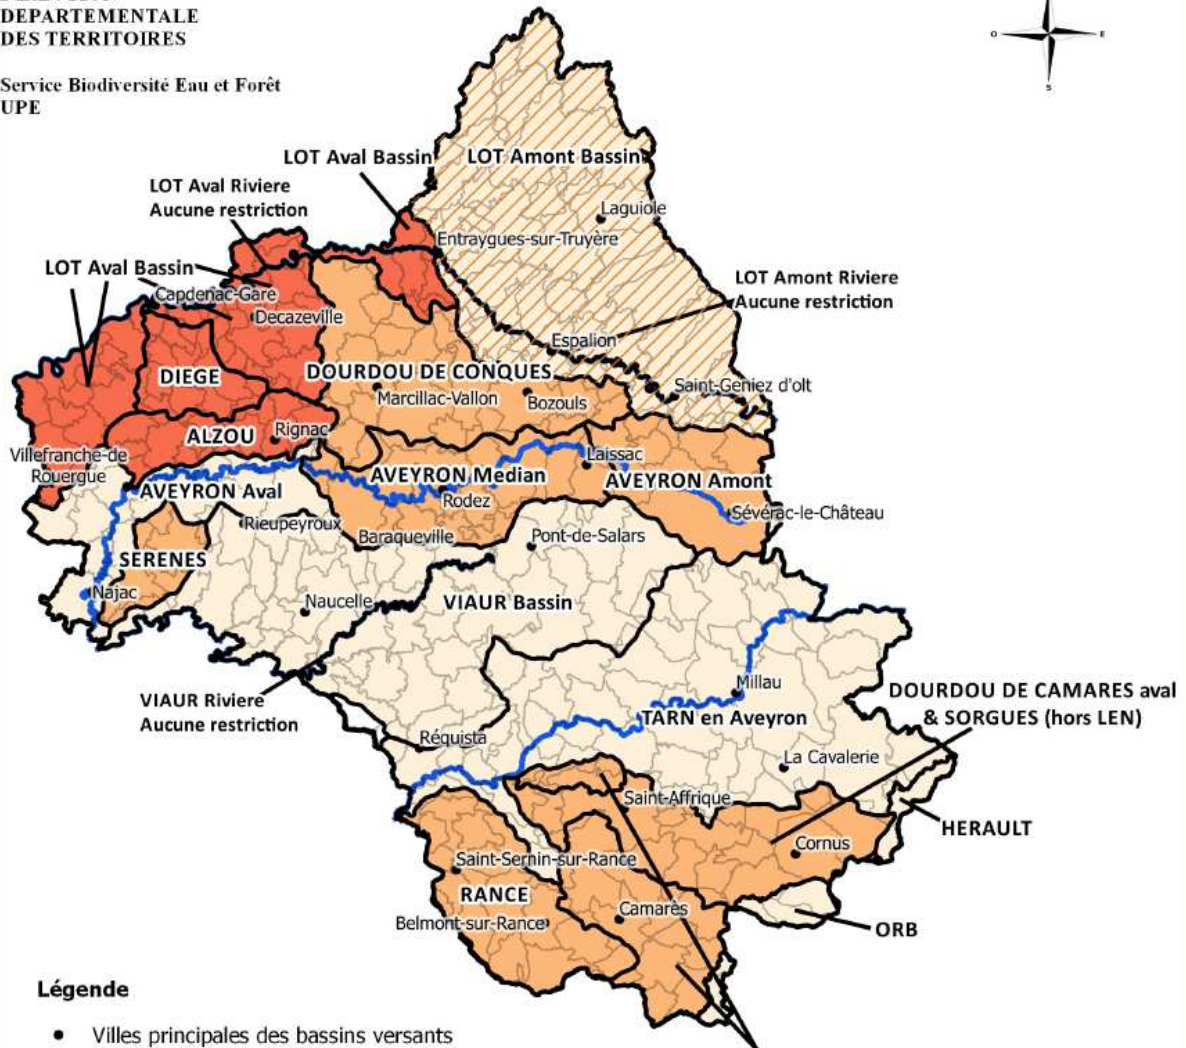 DEPARTEMENTALE
DES TERRITOIRES
Service Biodiversité Eau et Forêt
UPE
O
E
S
LOT Aval Bassin
LOT Amont Bassin
LOT Aval Riviere
Aucune restriction
Laguiole
Entraygues-sur-Truyère
LOT Aval Bassin
LOT Amont Riviere
Aucune restriction
Capdenac-Gare
Decazeville
Espalion
DIEGE
DOURDOU DE CONQUES
Saint-Geniez d'olt
Marcillac-Vallon
Bozouls
ALZOU
Rignac
Villefranche-de
Rouergue
Laissac
AVEYRON Median
AVEYRON Amont
AVEYRON Aval
Rodez
Sévérac-le-Château
Rieupeyroux
Baraqueville
Pont-de-Salars
SERENES
Najac
Naucelle
VIAUR Bassin
Millau
VIAUR Riviere
Aucune restriction
DOURDOU DE CAMARES aval
& SORGUES (hors LEN)
TARN en Aveyron
Réquista
La Cavalerie
Saint-Affrique
HERAULT
Cornus
Saint-Sernin-sur-Rance
RANCE
Camarès
Belmont-sur-Rance
ORB
Légende
Villes principales des bassins versants